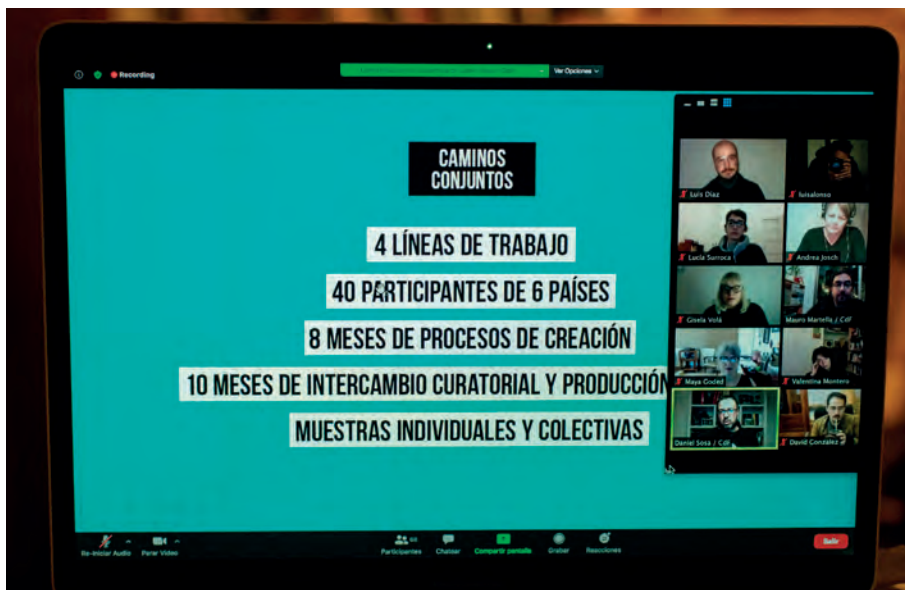 Recording
Ver Opciones
CAMINOS
CONJUNTOS
4 LÍNEAS DE TRABAJO
40 PARTICIPANTES DE 6 PAÍSES
8 MESES DE PROCESOS DE CREACIÓN
10 MESES DE INTERCAMBIO CURATORIAL Y PRODUCCIÓN
MUESTRAS INDIVIDUALES Y COLECTIVAS
Luis Díaz
luisalonso
Lucía Surroca
Andrea Josch
Gisela Volá
Mauro Martella / CdF
Maya Goded
Valentina Montero
Daniel Sosa / CdF
David González
Re-iniciar Audio
Parar Video
Participantes
Chatear
Compartir pantalla
Grabar
Reacciones
Salir